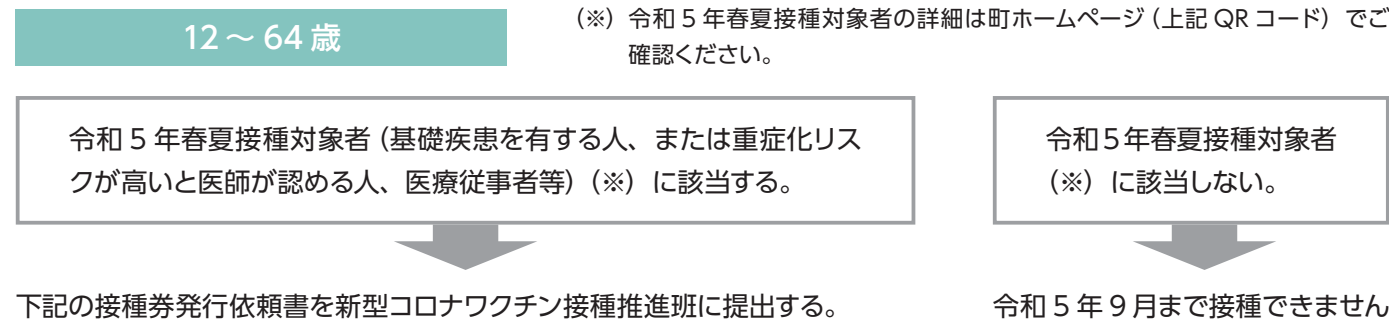 12～64歳
（※）令和5年春夏接種対象者の詳細は町ホームページ（上記QRコード）でご
確認ください。
令和5年春夏接種対象者（基礎疾患を有する人、または重症化リス
クが高いと医師が認める人、医療従事者等）（※）に該当する。
令和5年春夏接種対象者
（※）に該当しない。
下記の接種券発行依頼書を新型コロナワクチン接種推進班に提出する。
令和5年9月まで接種できません